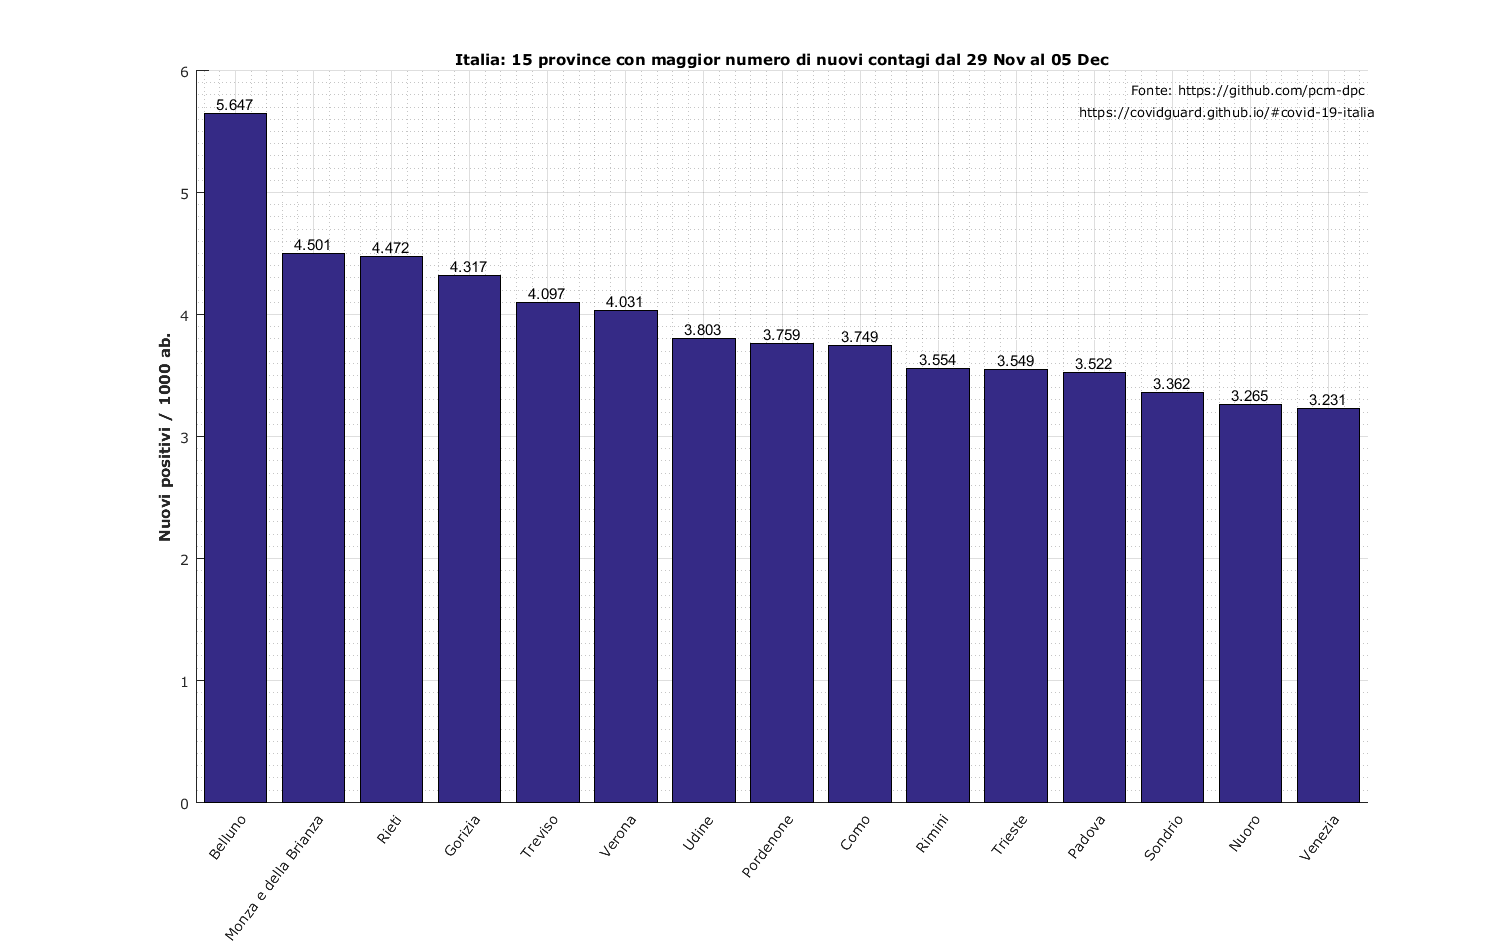 Italia: 15 province con maggior numero di nuovi contagi dal 29 Nov al 05 Dec
Fonte: https://github.com/pcm-dpc
https://covidguard.github.io/#covid-19-italia
Nuovi positivi / 1000 ab.
6
5
4
3
2
1
0
5.647
4.501
4.472
4.317
4.097
4.031
3.803
3.759
3.749
3.554
3.549
3.522
3.362
3.265
3.231
Belluno
Monza e della Brianza
Rieti
Gorizia
Treviso
Verona
Udine
Pordenone
Como
Rimini
Trieste
Padova
Sondrio
Nuoro
Venezia